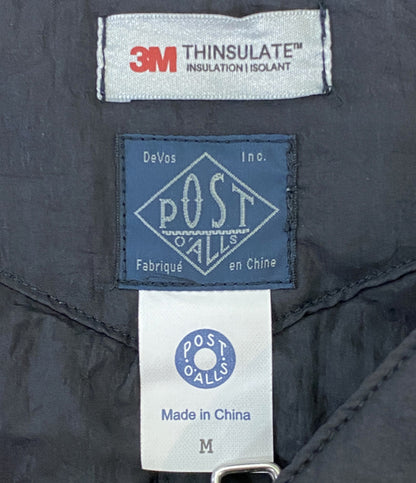 3M THINSULATE™
INSULATION | ISOLANT
DeVos Inc.
POST
O'ALLS
Fabriqué en Chine
POST
O'ALLS
Made in China
M